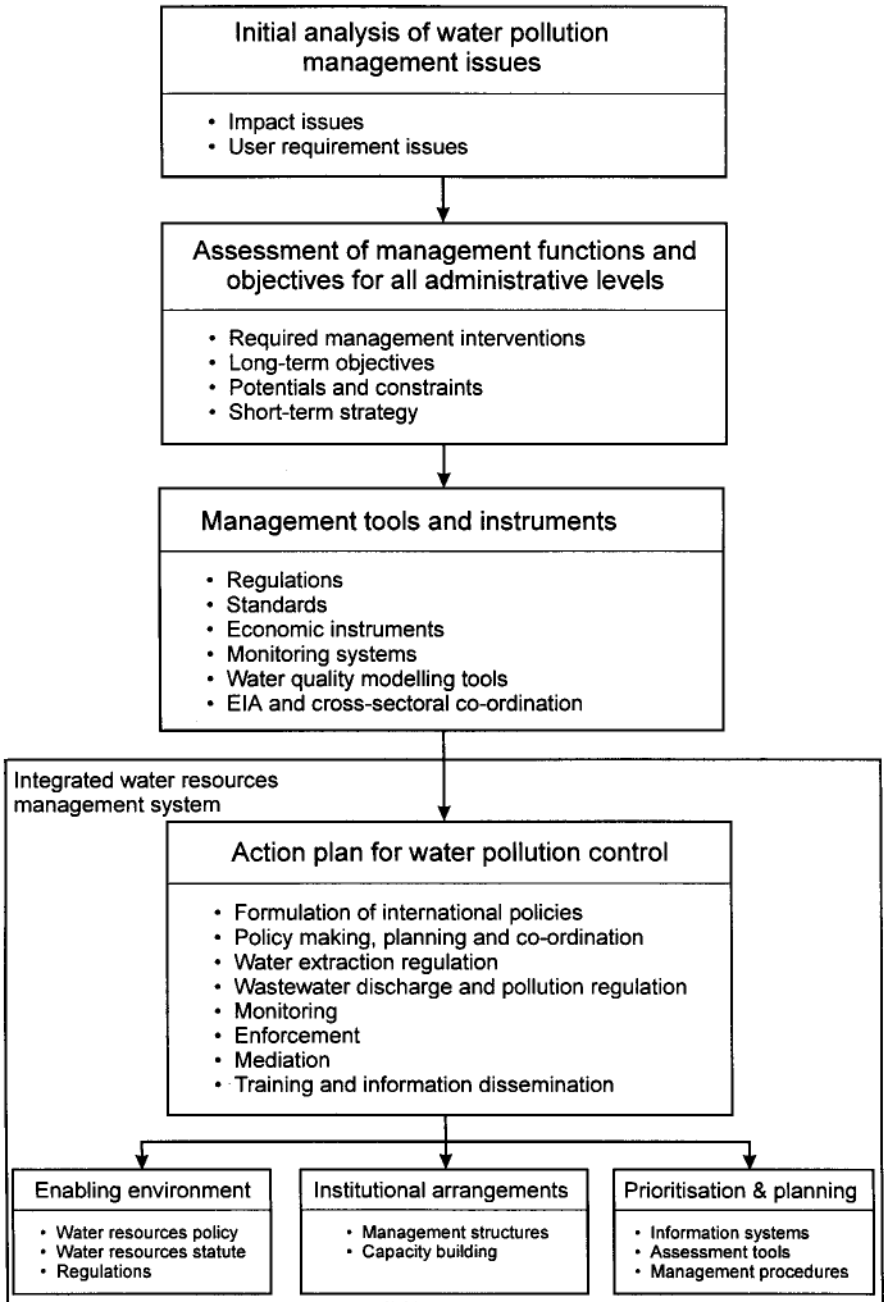 Initial analysis of water pollution
management issues
• Impact issues
• User requirement issues
Assessment of management functions and
objectives for all administrative levels
• Required management interventions
• Long-term objectives
• Potentials and constraints
• Short-term strategy
Management tools and instruments
• Regulations
• Standards
• Economic instruments
• Monitoring systems
• Water quality modelling tools
• EIA and cross-sectoral co-ordination
Integrated water resources
management system
Action plan for water pollution control
• Formulation of international policies
• Policy making, planning and co-ordination
• Water extraction regulation
• Wastewater discharge and pollution regulation
• Monitoring
• Enforcement
• Mediation
• Training and information dissemination
Enabling environment
• Water resources policy
• Water resources statute
• Regulations
Institutional arrangements
• Management structures
• Capacity building
Prioritisation & planning
• Information systems
• Assessment tools
• Management procedures